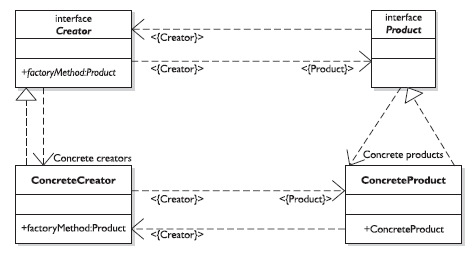 interface
Creator
interface
Product
<{Creator}>
+factoryMethod:Product
<{Creator}>
<{Product}>
Concrete creators
Concrete products
ConcreteCreator
ConcreteProduct
<{Creator}>
<{Product}>
+factoryMethod:Product
+ConcreteProduct
<{Creator}>